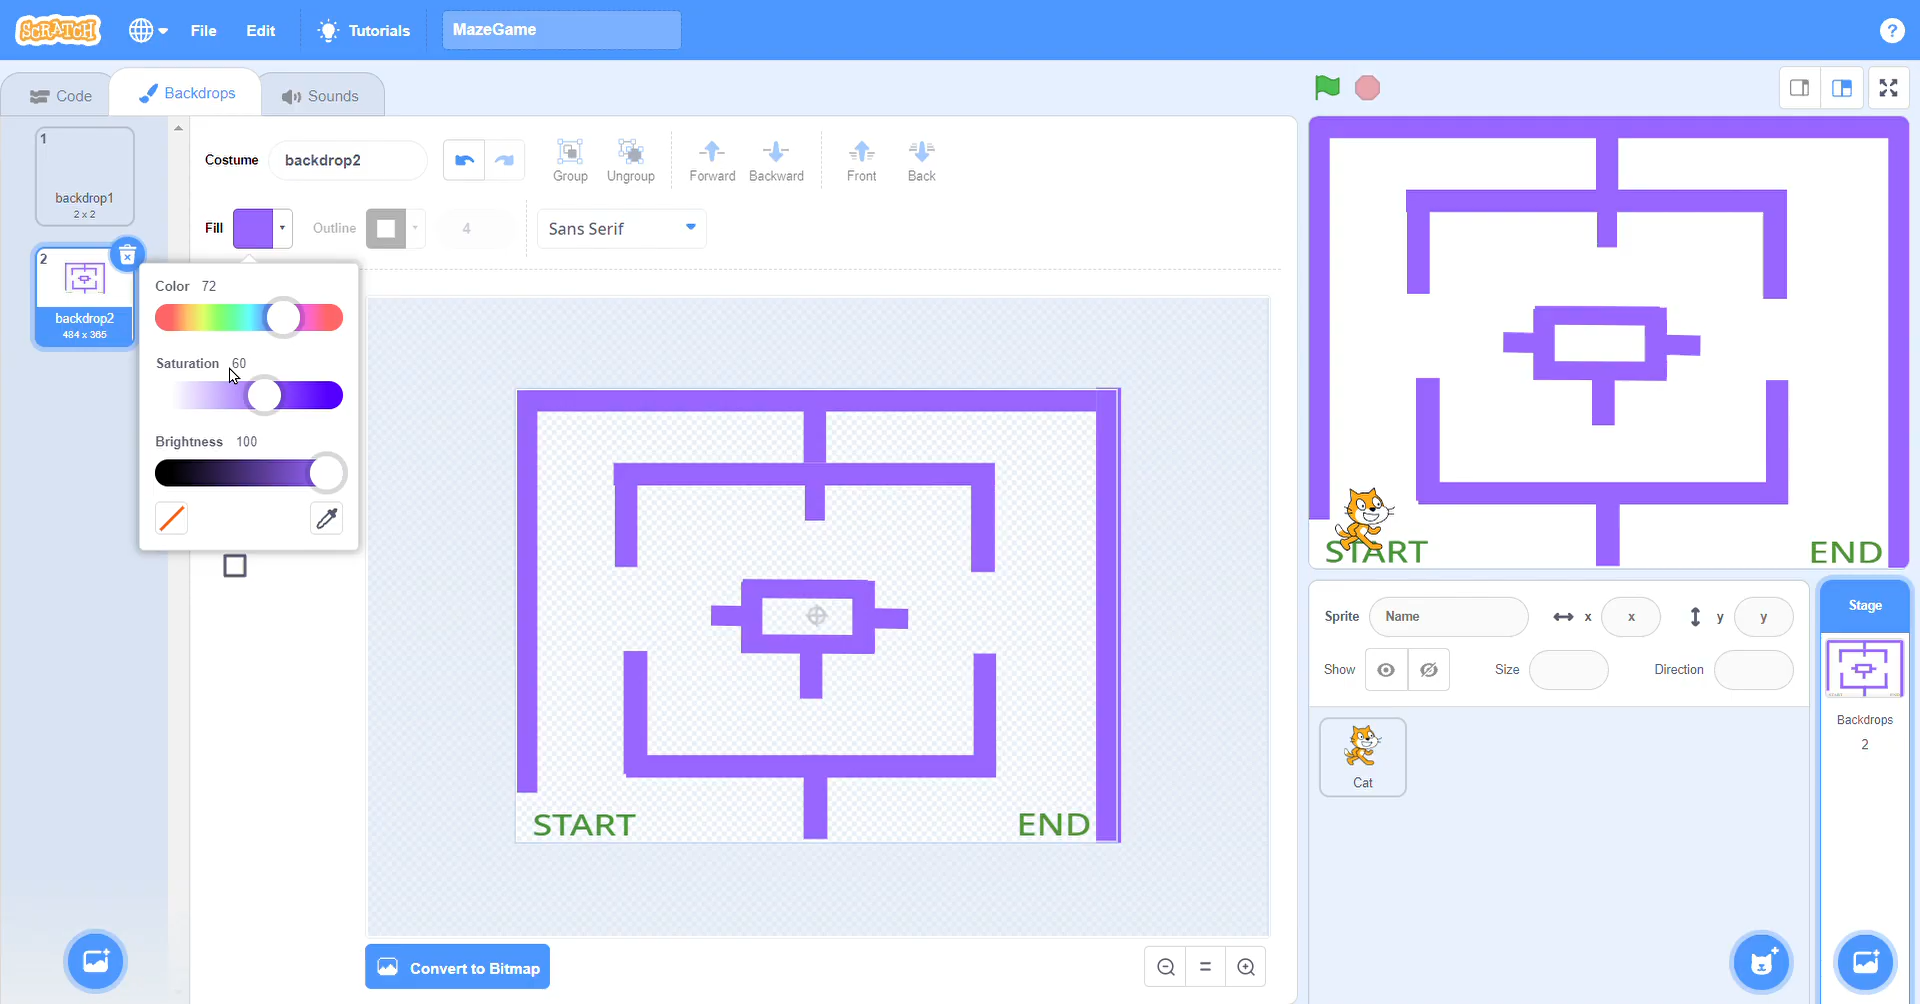 SCRATCH
File
Edit
Tutorials
MazeGame
?
Code
Backdrops
Sounds
1
backdrop1
2 x 2
2
backdrop2
484 x 365
Costume
backdrop2
Group
Ungroup
Forward
Backward
Front
Back
Fill
Outline
4
Sans Serif
Color 72
Saturation 60
Brightness 100
START
END
Convert to Bitmap
START
END
Sprite
Name
x
x
y
y
Show
Size
Direction
Cat
Stage
Backdrops
2